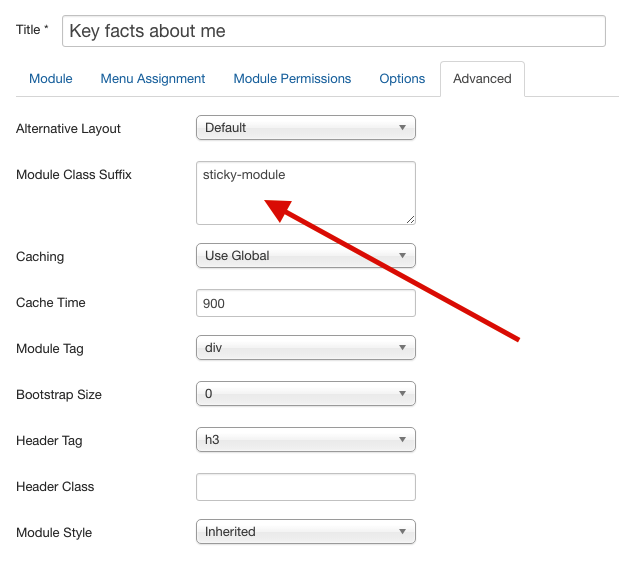 Title * Key facts about me
Module Menu Assignment Module Permissions Options Advanced
Alternative Layout Default
Module Class Suffix sticky-module
Caching Use Global
Cache Time 900
Module Tag div
Bootstrap Size 0
Header Tag h3
Header Class
Module Style Inherited